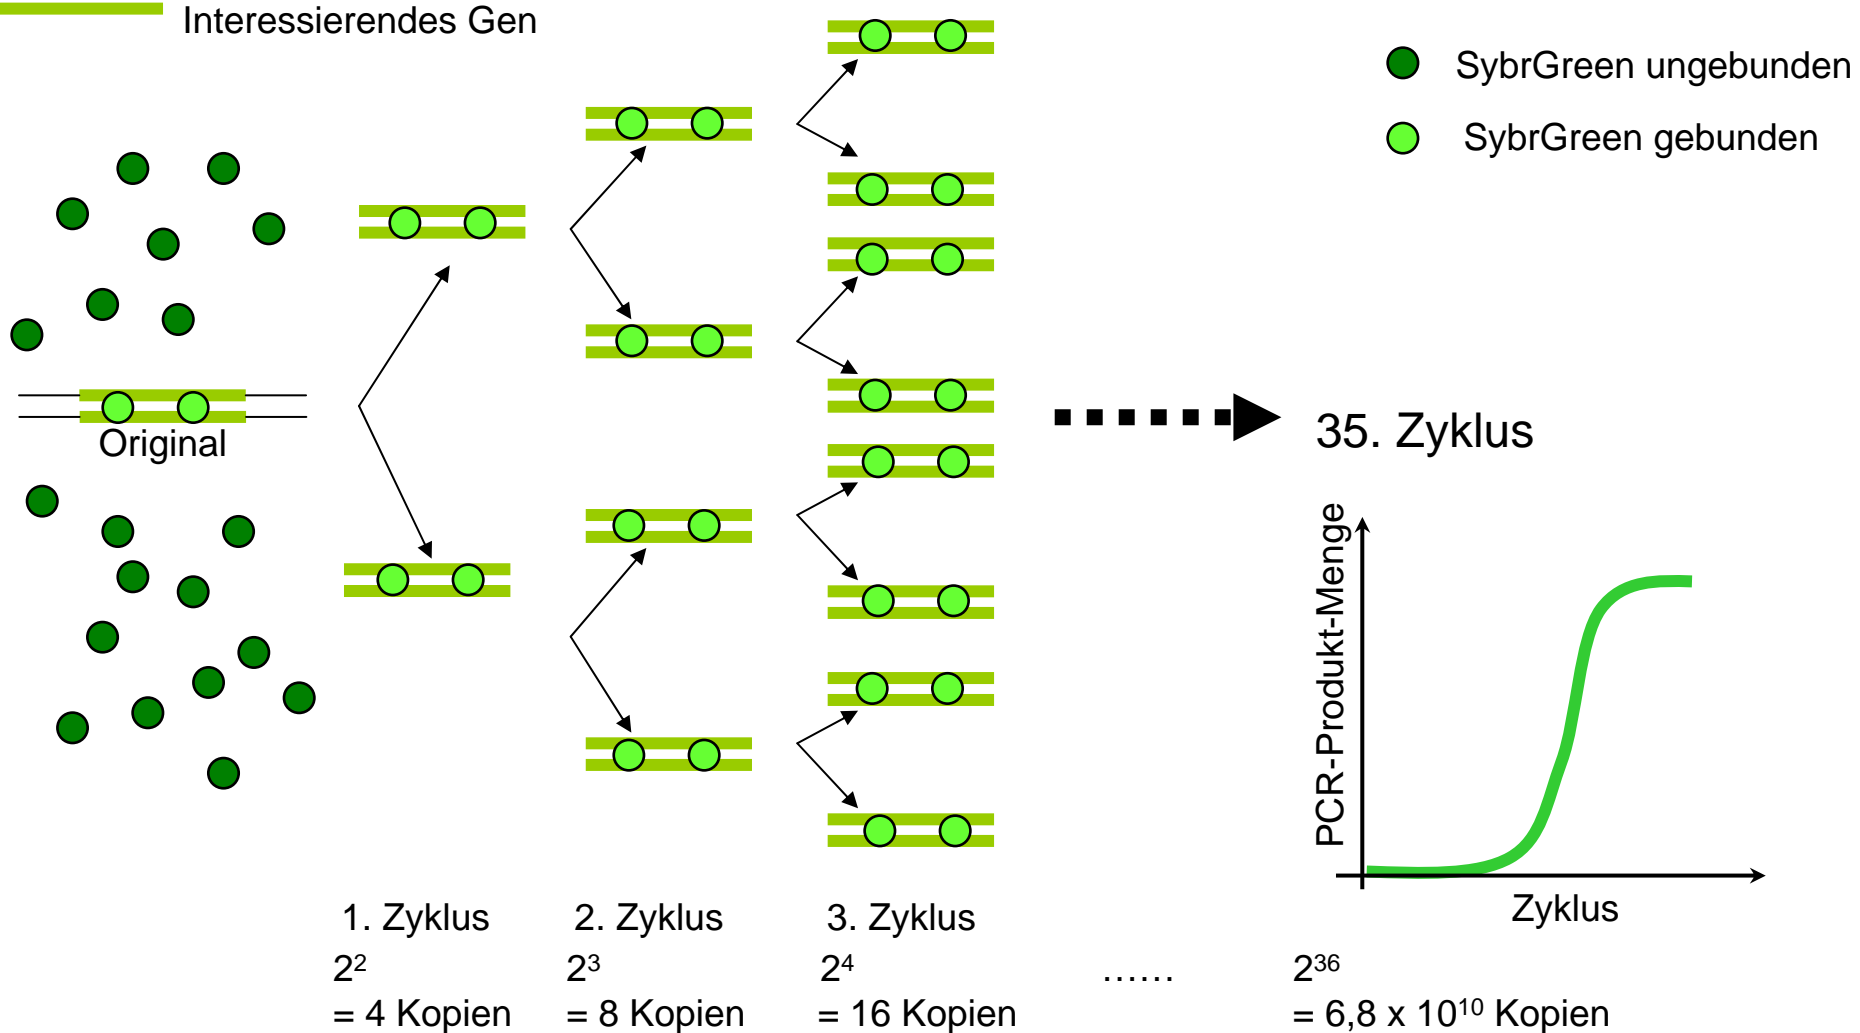 Interessierendes Gen
SybrGreen ungebunden
SybrGreen gebunden
Original
35. Zyklus
PCR-Produkt-Menge
Zyklus
1. Zyklus 2. Zyklus 3. Zyklus
2² 2³ 2⁴ ...... 2³⁶
= 4 Kopien = 8 Kopien = 16 Kopien = 6,8 x 10¹⁰ Kopien